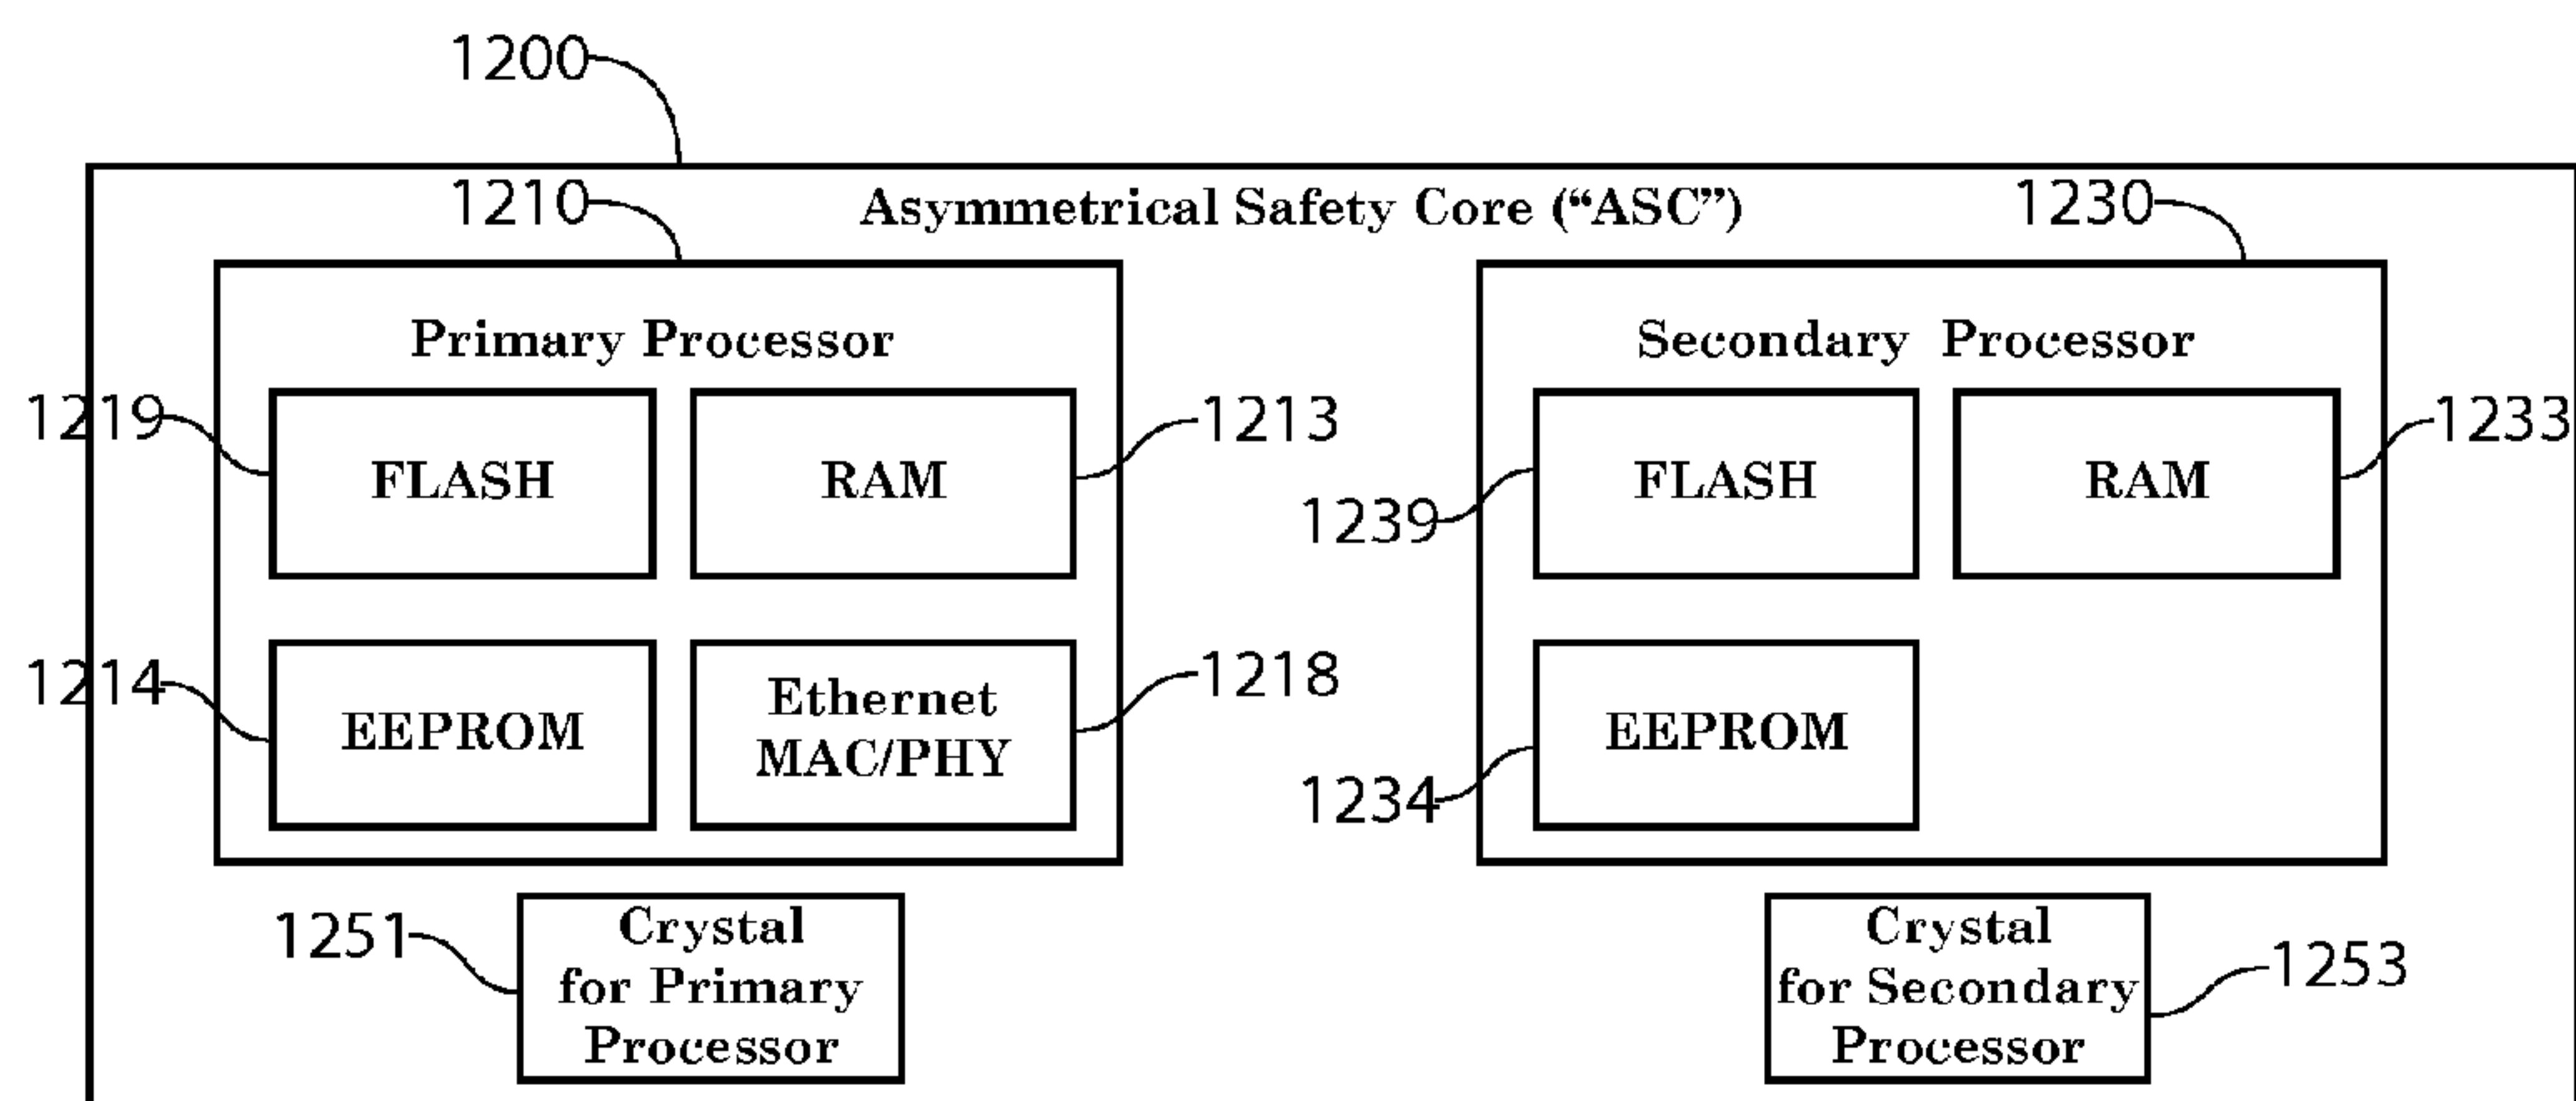 1200
1210
Asymmetrical Safety Core (“ASC”)
1230
Primary Processor
Secondary Processor
1219
FLASH
RAM
1213
1239
FLASH
RAM
1233
1214
EEPROM
Ethernet
MAC/PHY
1218
1234
EEPROM
1251
Crystal
for Primary
Processor
Crystal
for Secondary
Processor
1253